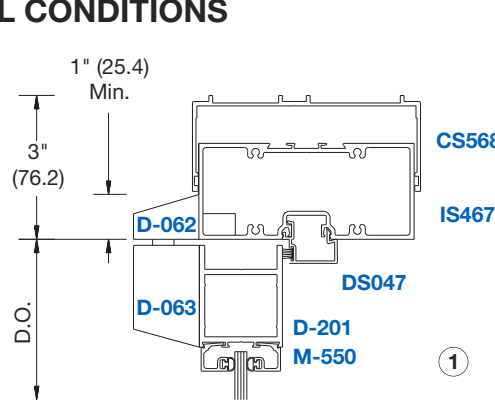 L CONDITIONS
1" (25.4)
Min.
3"
(76.2)
CS568
D-062
IS467
DS047
D-063
D.O.
D-201
M-550
1